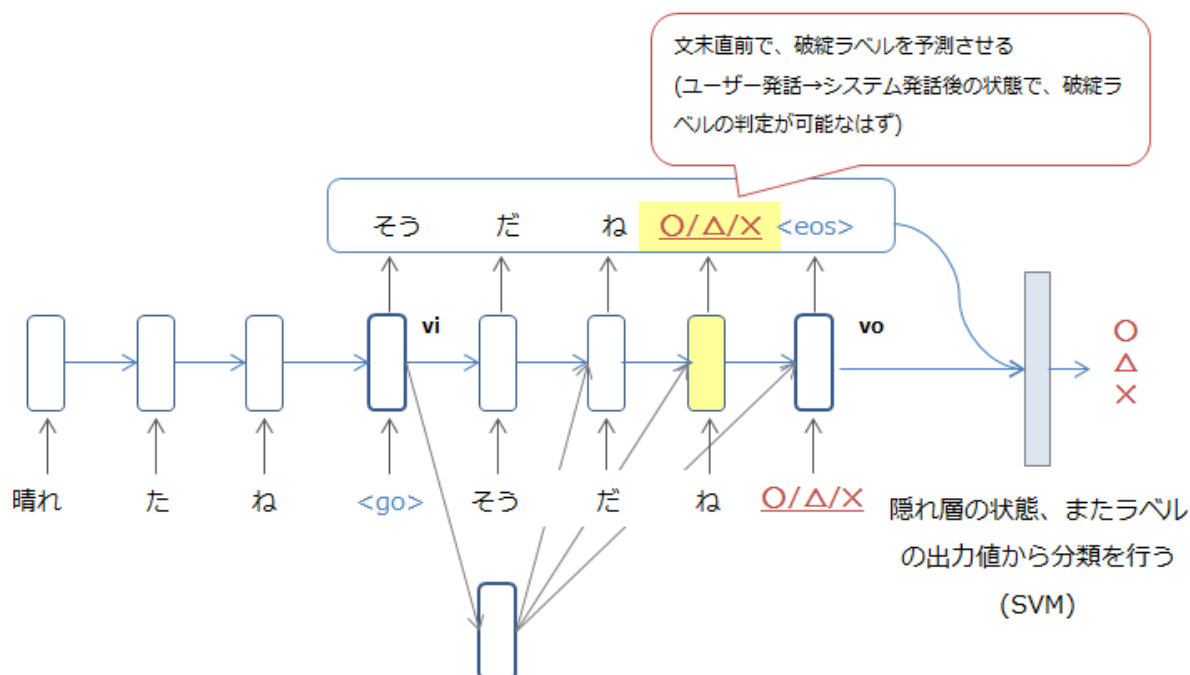 文末直前で、破綻ラベルを予測させる
(ユーザー発話→システム発話後の状態で、破綻ラ
ベルの判定が可能なはず)
そう だ ね 〇/△/✕ <eos>
vi vo
〇
△
✕
晴れ た ね <go> そう だ ね 〇/△/✕
隠れ層の状態、またラベル
の出力値から分類を行う
(SVM)